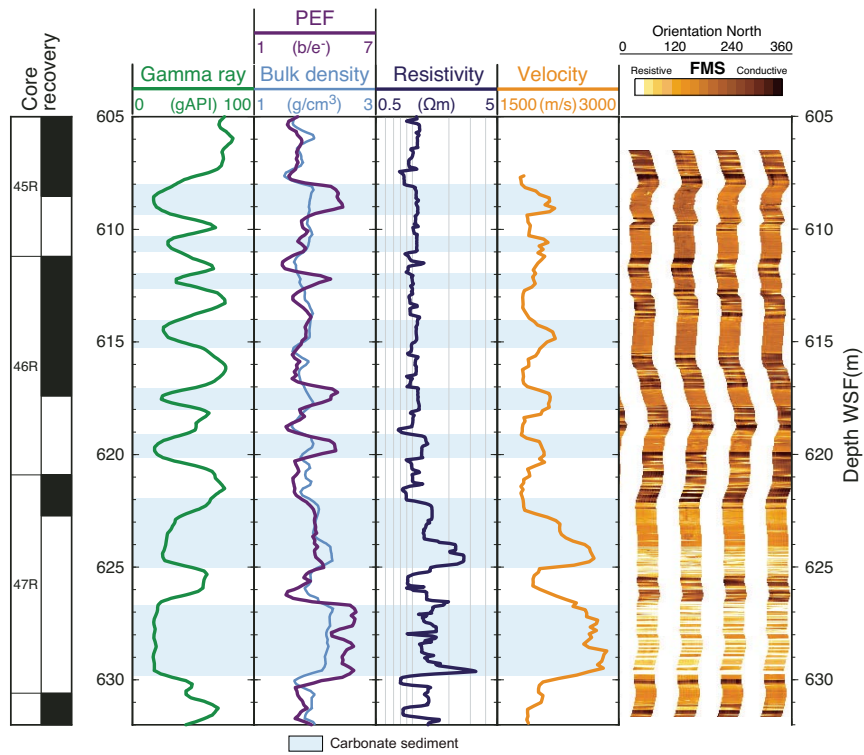 PEF
1 (b/e⁻) 7
Orientation North
0 120 240 360
Resistive FMS Conductive
Core recovery
Gamma ray Bulk density Resistivity Velocity
0 (gAPI) 100 1 (g/cm³) 3 0.5 (Ωm) 5 1500 (m/s) 3000
605 605
45R
610 610
615 615
46R
620 620
625 625
47R
630 630
Depth WSF(m)
Carbonate sediment